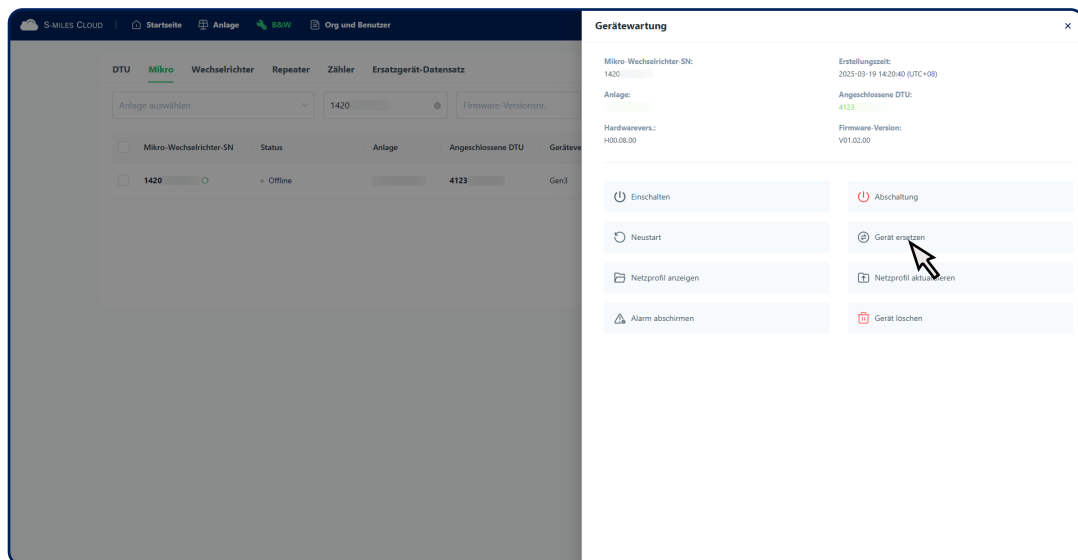 S-MILES CLOUD Startseite Anlage B&W Org und Benutzer
DTU Mikro Wechselrichter Repeater Zähler Ersatzgerät-Datensatz
Anlage auswählen 1420 Firmware-Versionsnr.
Mikro-Wechselrichter-SN Status Anlage Angeschlossene DTU Geräteve
1420 Offline 4123 Gen3
Gerätewartung
Mikro-Wechselrichter-SN: Erstellungszeit:
1420 2025-03-19 14:20:40 (UTC+08)
Anlage: Angeschlossene DTU:
4123
Hardwarevers.: Firmware-Version:
H00.08.00 V01.02.00
Einschalten Abschaltung
Neustart Gerät ersetzen
Netzprofil anzeigen Netzprofil aktualisieren
Alarm abschirmen Gerät löschen